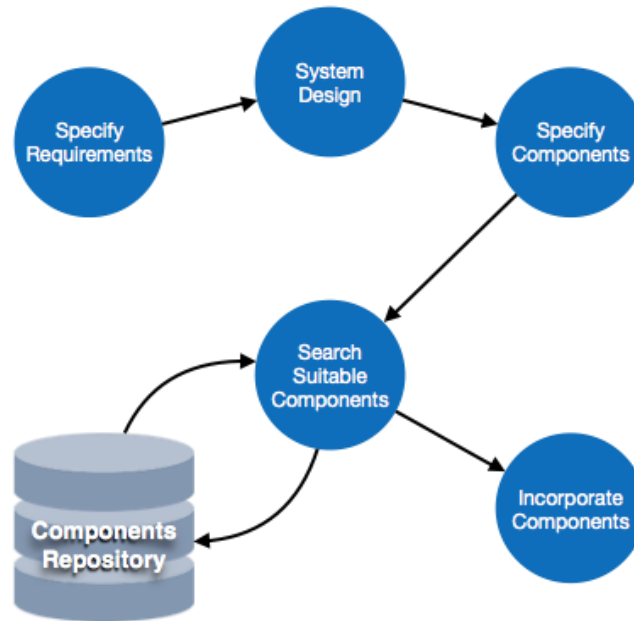 Specify
Requirements
System
Design
Specify
Components
Search
Suitable
Components
Components
Repository
Incorporate
Components